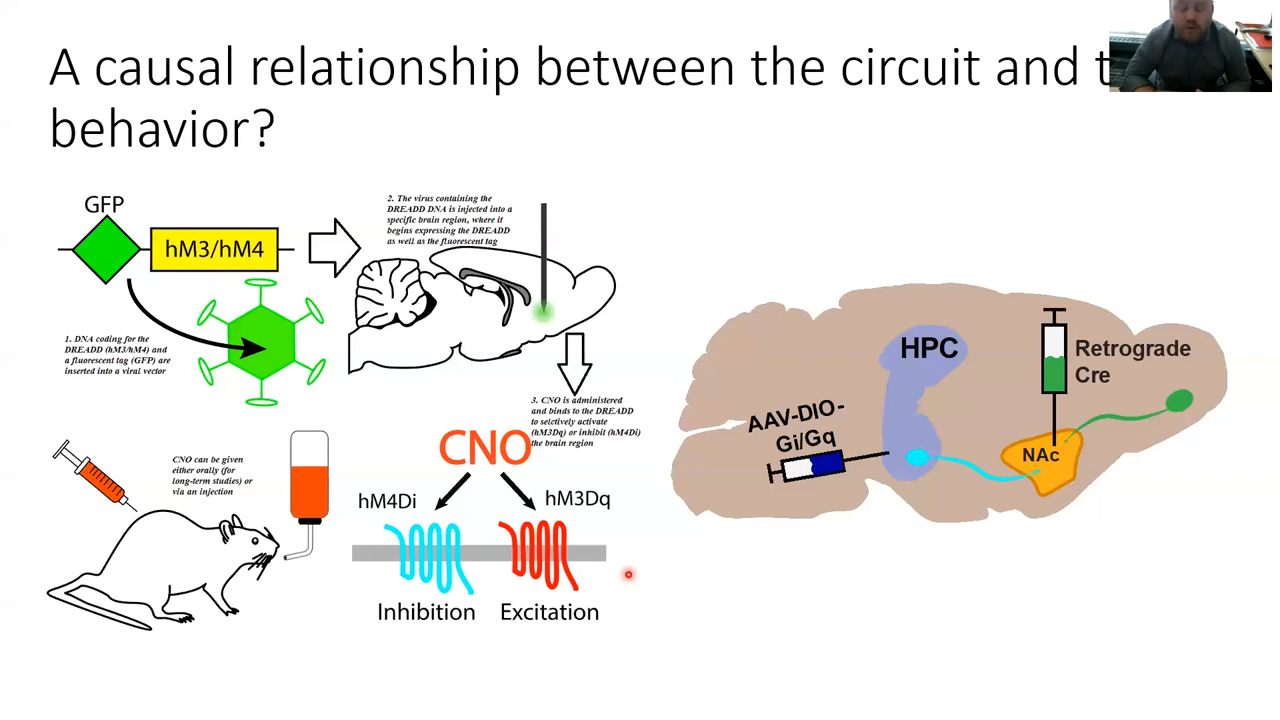 A causal relationship between the circuit and t
behavior?
GFP
hM3/hM4
1. DNA coding for the
DREADD (hM3/hM4) and
a fluorescent tag (GFP) are
inserted into a viral vector
2. The virus containing the
DREADD DNA is injected into a
specific brain region, where it
begins expressing the DREADD
as well as the fluorescent tag
3. CNO is administered
and binds to the DREADD
to selctively activate
(hM3Dq) or inhibit (hM4Di)
the brain region
CNO can be given
either orally (for
long-term studies) or
via an injection
CNO
hM4Di
hM3Dq
Inhibition
Excitation
HPC
AAV-DIO-
Gi/Gq
NAc
Retrograde
Cre